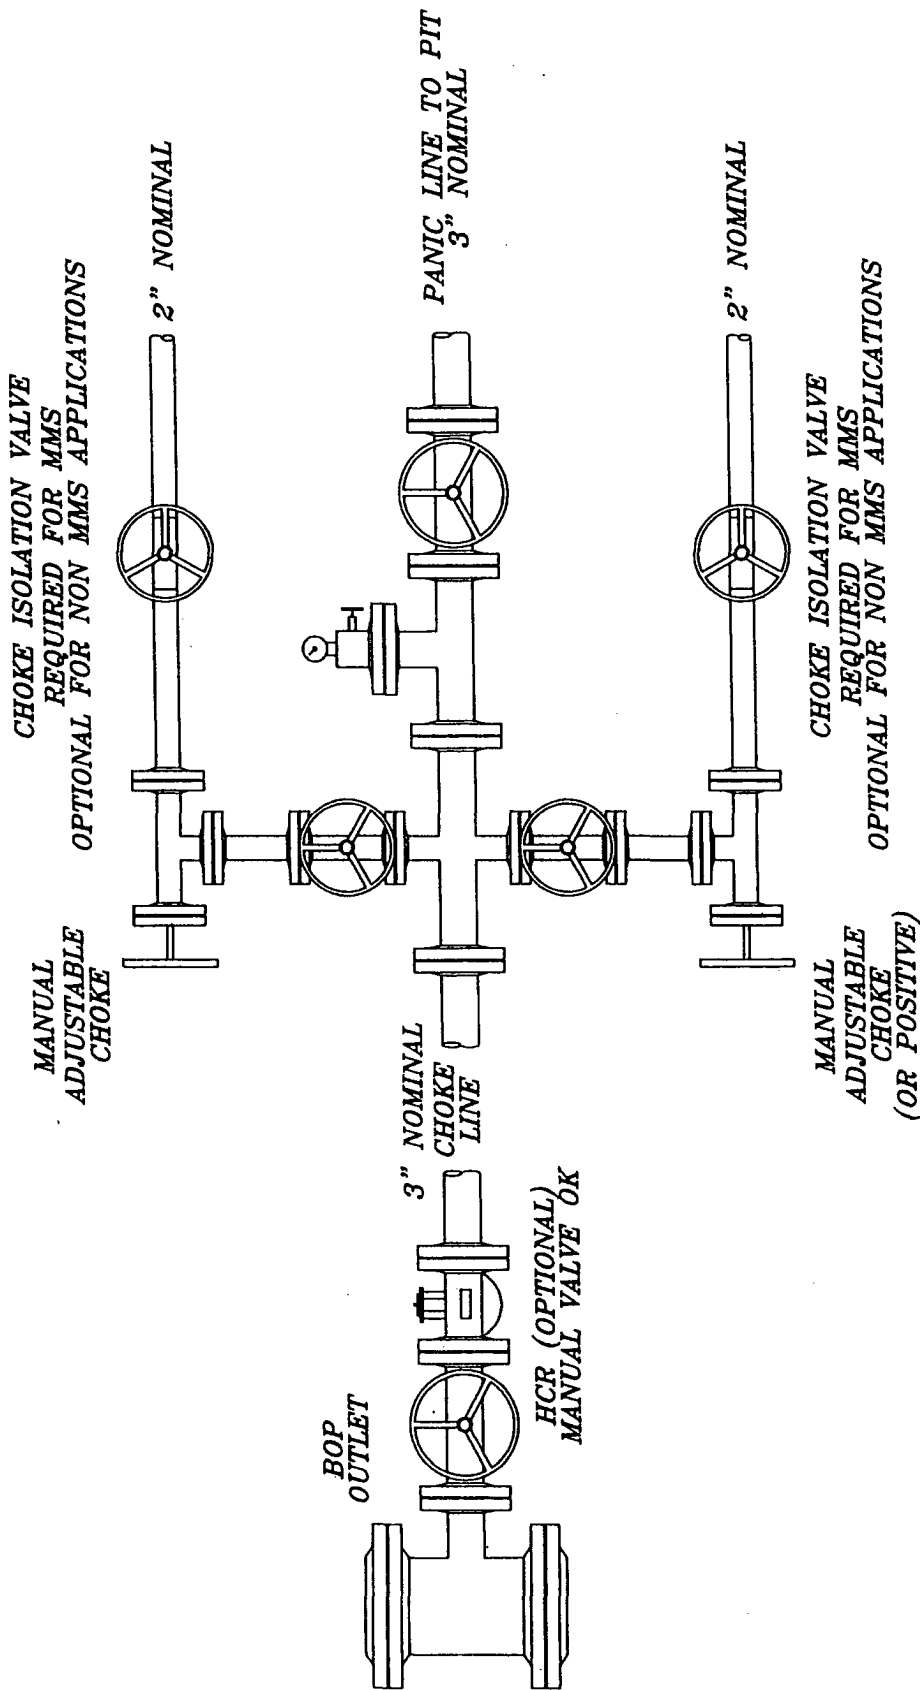 BOP
OUTLET
HCR (OPTIONAL)
MANUAL VALVE OK
3" NOMINAL
CHOKE
LINE
MANUAL
ADJUSTABLE
CHOKE
CHOKE ISOLATION VALVE
REQUIRED FOR MMS
OPTIONAL FOR NON MMS APPLICATIONS
2" NOMINAL
PANIC LINE TO PIT
3" NOMINAL
MANUAL
ADJUSTABLE
CHOKE
(OR POSITIVE)
CHOKE ISOLATION VALVE
REQUIRED FOR MMS
OPTIONAL FOR NON MMS APPLICATIONS
2" NOMINAL